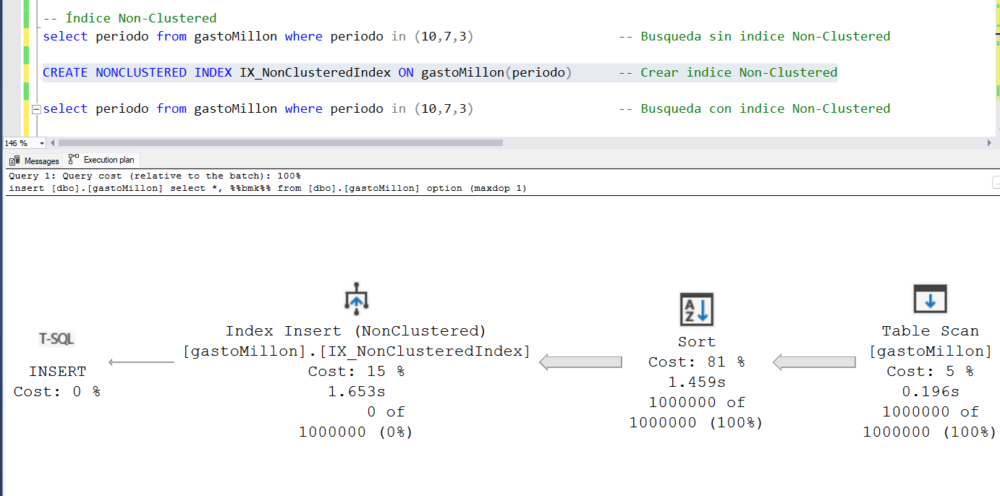 -- Índice Non-Clustered
select periodo from gastoMillon where periodo in (10,7,3) -- Busqueda sin indice Non-Clustered
CREATE NONCLUSTERED INDEX IX_NonClusteredIndex ON gastoMillon(periodo) -- Crear indice Non-Clustered
select periodo from gastoMillon where periodo in (10,7,3) -- Busqueda con indice Non-Clustered
146 %
Messages Execution plan
Query 1: Query cost (relative to the batch): 100%
insert [dbo].[gastoMillon] select *, %%bmk%% from [dbo].[gastoMillon] option (maxdop 1)
T-SQL
INSERT
Cost: 0 %
Index Insert (NonClustered)
[gastoMillon].[IX_NonClusteredIndex]
Cost: 15 %
1.653s
0 of
1000000 (0%)
A
Z
Sort
Cost: 81 %
1.459s
1000000 of
1000000 (100%)
Table Scan
[gastoMillon]
Cost: 5 %
0.196s
1000000 of
1000000 (100%)